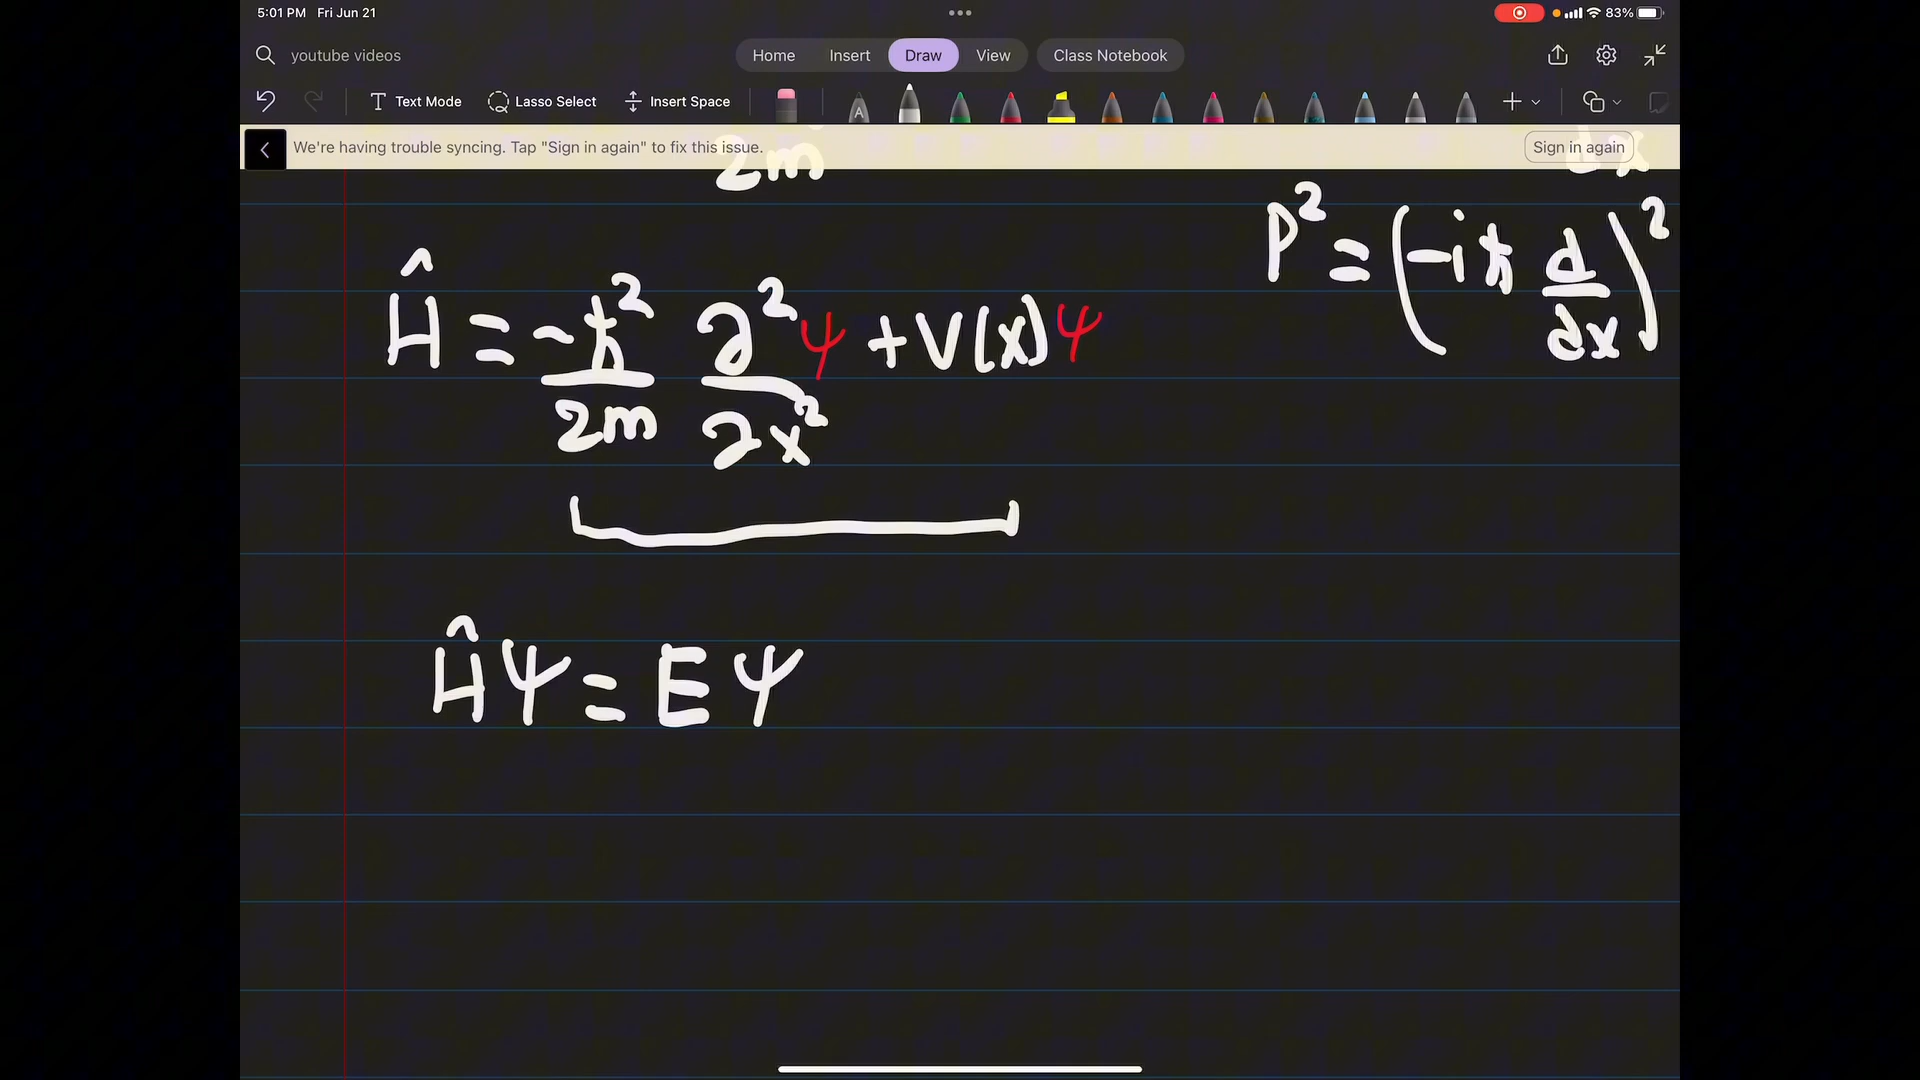 5:01 PM Fri Jun 21
83%
youtube videos
Home Insert Draw View Class Notebook
Text Mode Lasso Select Insert Space
A
We're having trouble syncing. Tap "Sign in again" to fix this issue. Sign in again
2m dx
P² = (-iħ d/dx)²
Ĥ = -ħ²/2m ∂²ψ/∂x² + V(x)ψ
Ĥψ = Eψ